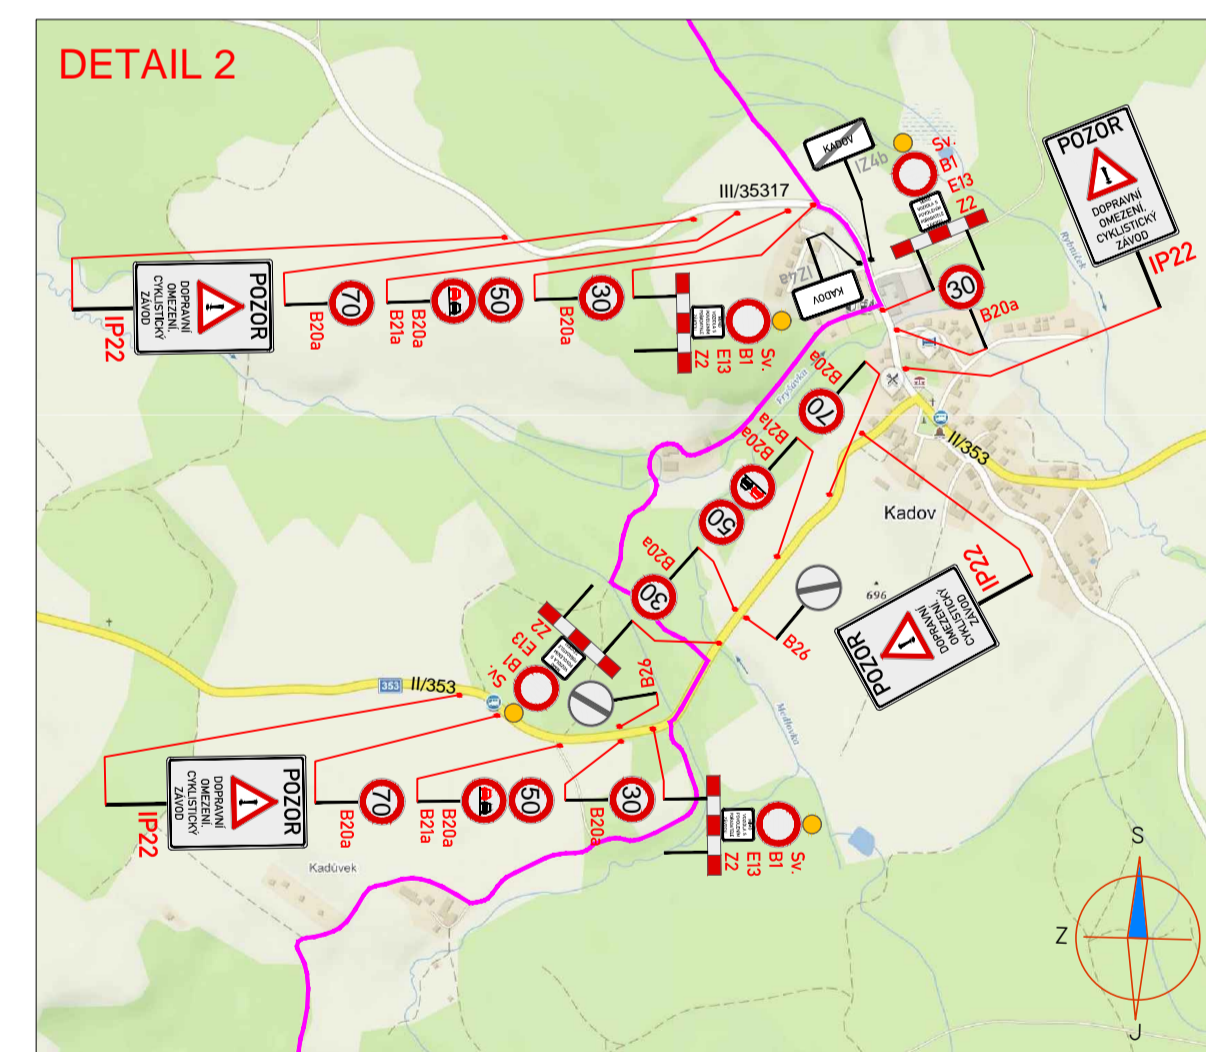 DETAIL 2
III/35317
KADOV
IZ4b
Sv.
B1
E13
Z2
POZOR
DOPRAVNÍ
OMEZENÍ.
CYKLISTICKÝ
ZÁVOD
IP22
Rybníček
IZ4a
KADOV
30
B20a
POZOR
DOPRAVNÍ
OMEZENÍ.
CYKLISTICKÝ
ZÁVOD
IP22
70
B20a
50
B20a
B21a
30
B20a
Sv.
B1
E13
Z2
Fryšávka
B20a
70
B21a
B20a
50
B20a
30
II/353
Kadov
696
B26
IP22
POZOR
DOPRAVNÍ
OMEZENÍ.
CYKLISTICKÝ
ZÁVOD
Z2
E13
B1
Sv.
B26
353
II/353
Medlovka
POZOR
DOPRAVNÍ
OMEZENÍ.
CYKLISTICKÝ
ZÁVOD
IP22
70
B20a
50
B20a
B21a
30
B20a
Sv.
B1
E13
Z2
Kadůvek
S
Z
J